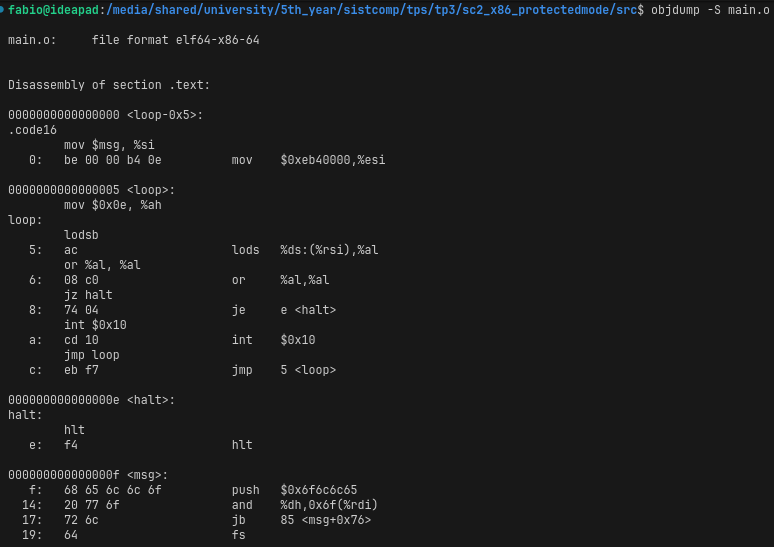 fabio@ideapad:/media/shared/university/5th_year/sistcomp/tps/tp3/sc2_x86_protectedmode/src$ objdump -S main.o

main.o:     file format elf64-x86-64


Disassembly of section .text:

0000000000000000 <loop-0x5>:
.code16
        mov $msg, %si
   0:   be 00 00 b4 0e          mov    $0xeb40000,%esi

0000000000000005 <loop>:
        mov $0x0e, %ah
loop:
        lodsb
   5:   ac                      lods   %ds:(%rsi),%al
        or %al, %al
   6:   08 c0                   or     %al,%al
        jz halt
   8:   74 04                   je     e <halt>
        int $0x10
   a:   cd 10                   int    $0x10
        jmp loop
   c:   eb f7                   jmp    5 <loop>

000000000000000e <halt>:
halt:
        hlt
   e:   f4                      hlt

000000000000000f <msg>:
   f:   68 65 6c 6c 6f          push   $0x6f6c6c65
  14:   20 77 6f                and    %dh,0x6f(%rdi)
  17:   72 6c                   jb     85 <msg+0x76>
  19:   64                      fs